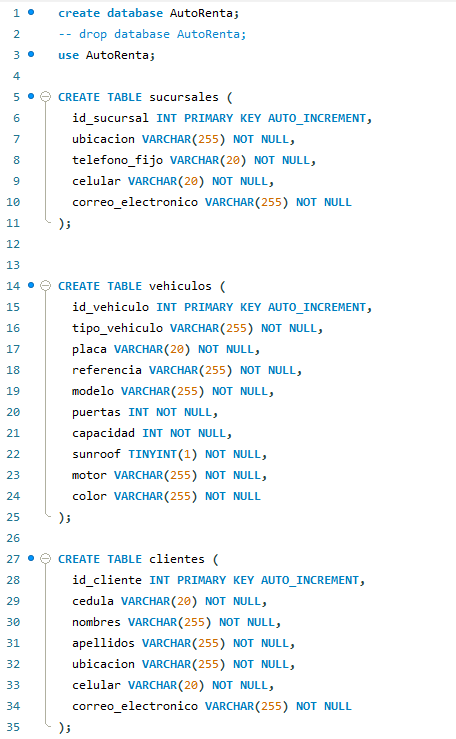 1 create database AutoRenta;
2 -- drop database AutoRenta;
3 use AutoRenta;
4
5 CREATE TABLE sucursales (
6 id_sucursal INT PRIMARY KEY AUTO_INCREMENT,
7 ubicacion VARCHAR(255) NOT NULL,
8 telefono_fijo VARCHAR(20) NOT NULL,
9 celular VARCHAR(20) NOT NULL,
10 correo_electronico VARCHAR(255) NOT NULL
11 );
12
13
14 CREATE TABLE vehiculos (
15 id_vehiculo INT PRIMARY KEY AUTO_INCREMENT,
16 tipo_vehiculo VARCHAR(255) NOT NULL,
17 placa VARCHAR(20) NOT NULL,
18 referencia VARCHAR(255) NOT NULL,
19 modelo VARCHAR(255) NOT NULL,
20 puertas INT NOT NULL,
21 capacidad INT NOT NULL,
22 sunroof TINYINT(1) NOT NULL,
23 motor VARCHAR(255) NOT NULL,
24 color VARCHAR(255) NOT NULL
25 );
26
27 CREATE TABLE clientes (
28 id_cliente INT PRIMARY KEY AUTO_INCREMENT,
29 cedula VARCHAR(20) NOT NULL,
30 nombres VARCHAR(255) NOT NULL,
31 apellidos VARCHAR(255) NOT NULL,
32 ubicacion VARCHAR(255) NOT NULL,
33 celular VARCHAR(20) NOT NULL,
34 correo_electronico VARCHAR(255) NOT NULL
35 );